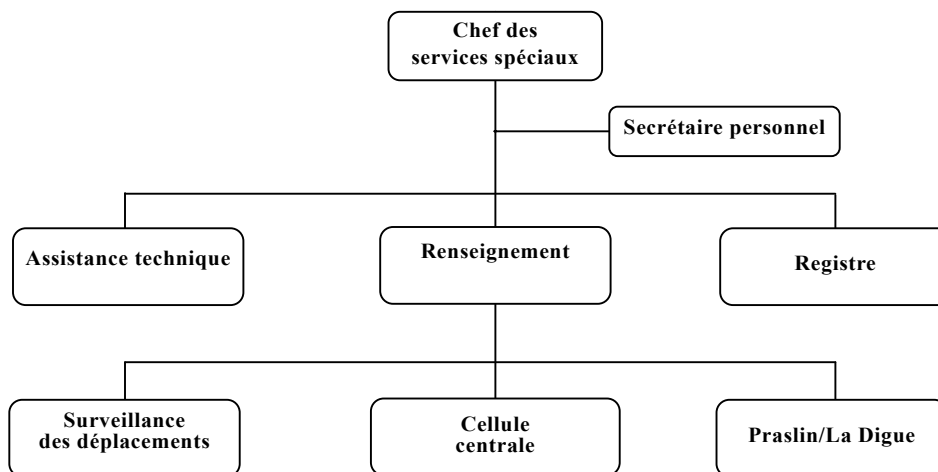 Chef des
services spéciaux
Secrétaire personnel
Assistance technique
Renseignement
Registre
Surveillance
des déplacements
Cellule
centrale
Praslin/La Digue